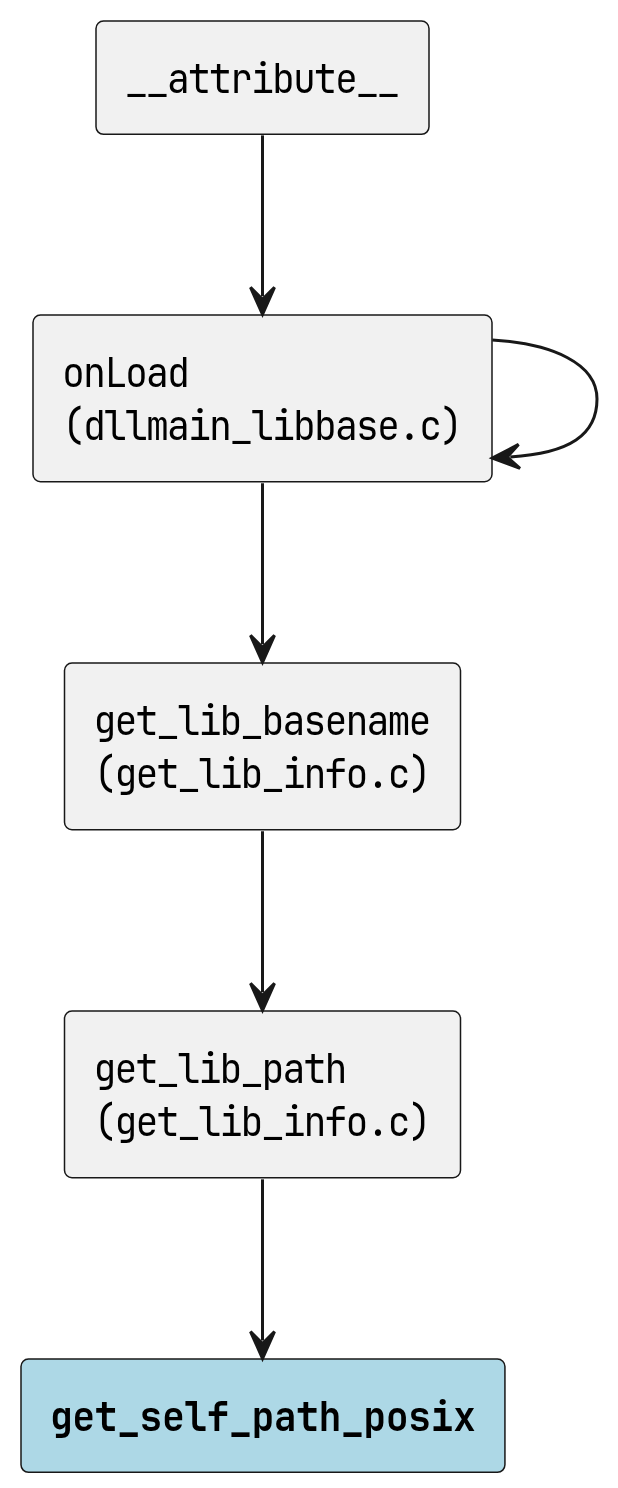 __attribute__
onLoad
(dllmain_libbase.c)
get_lib_basename
(get_lib_info.c)
get_lib_path
(get_lib_info.c)
get_self_path_posix